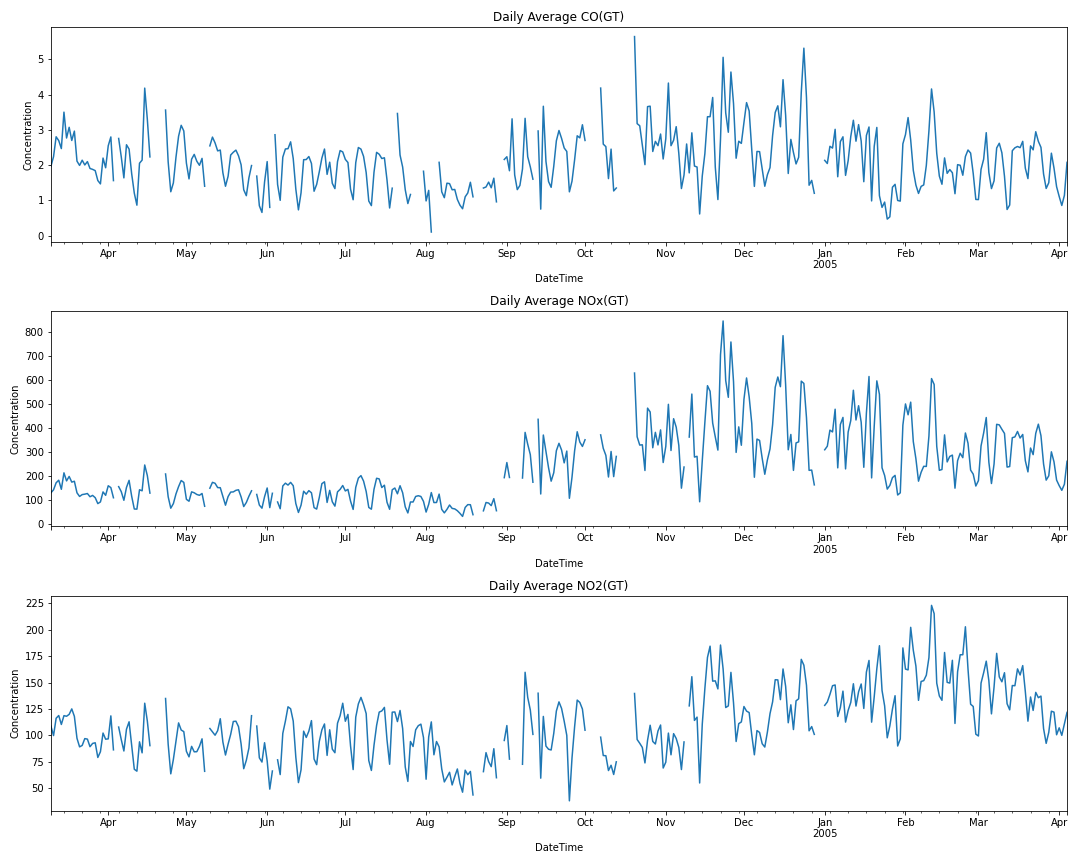 Daily Average CO(GT)
Concentration
5
4
3
2
1
0
Apr May Jun Jul Aug Sep Oct Nov Dec Jan Feb Mar Apr
2005
DateTime
Daily Average NOx(GT)
Concentration
800
700
600
500
400
300
200
100
0
Apr May Jun Jul Aug Sep Oct Nov Dec Jan Feb Mar Apr
2005
DateTime
Daily Average NO2(GT)
Concentration
225
200
175
150
125
100
75
50
Apr May Jun Jul Aug Sep Oct Nov Dec Jan Feb Mar Apr
2005
DateTime